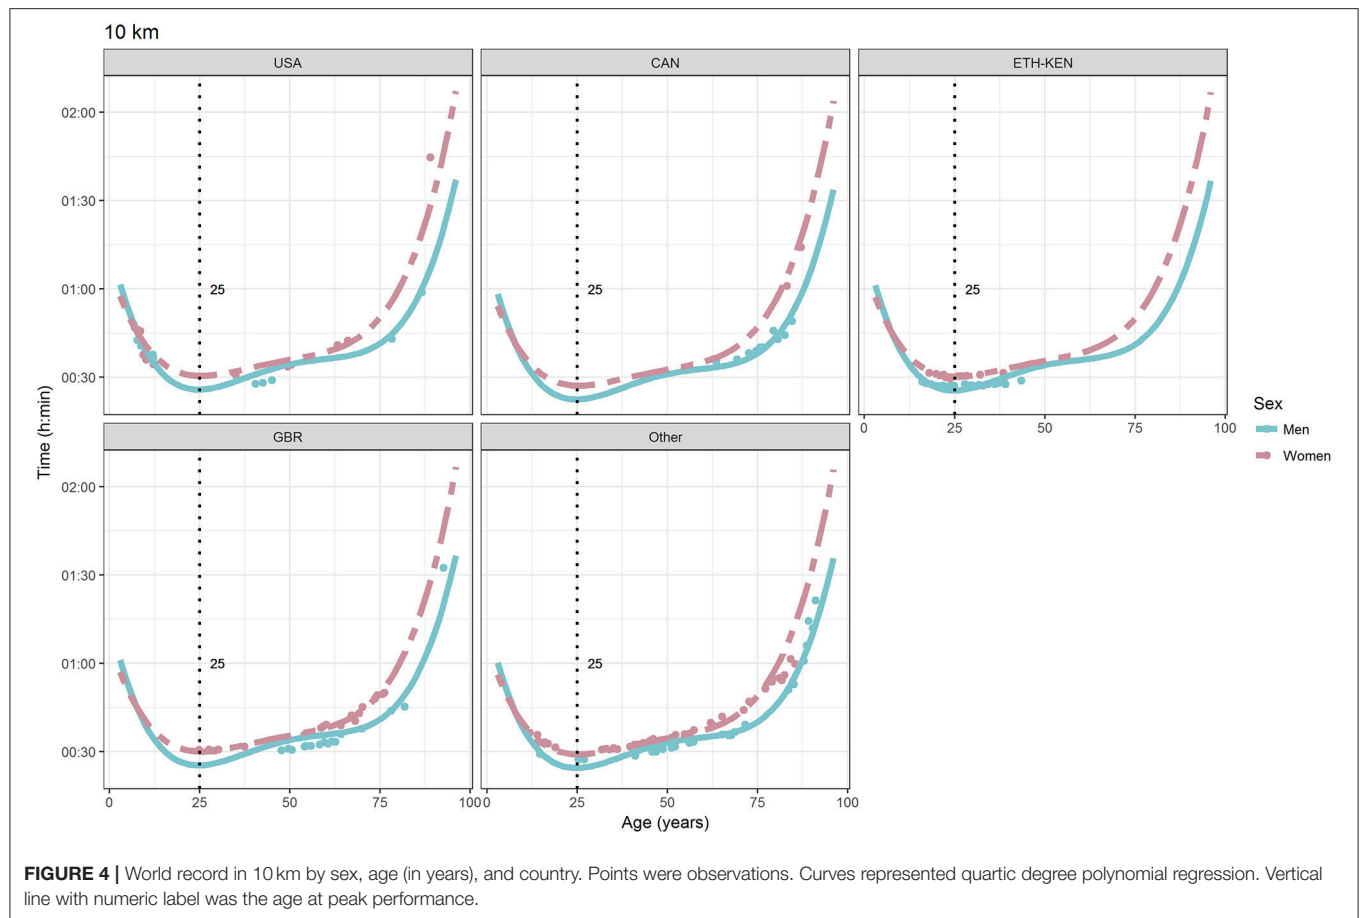 10 km
USA
CAN
ETH-KEN
02:00
01:30
01:00
00:30
25
25
25
0
25
50
75
100
Sex
Men
Women
Time (h:min)
GBR
Other
02:00
01:30
01:00
00:30
25
25
0
25
50
75
100
0
25
50
75
100
Age (years)
FIGURE 4 | World record in 10 km by sex, age (in years), and country. Points were observations. Curves represented quartic degree polynomial regression. Vertical
line with numeric label was the age at peak performance.